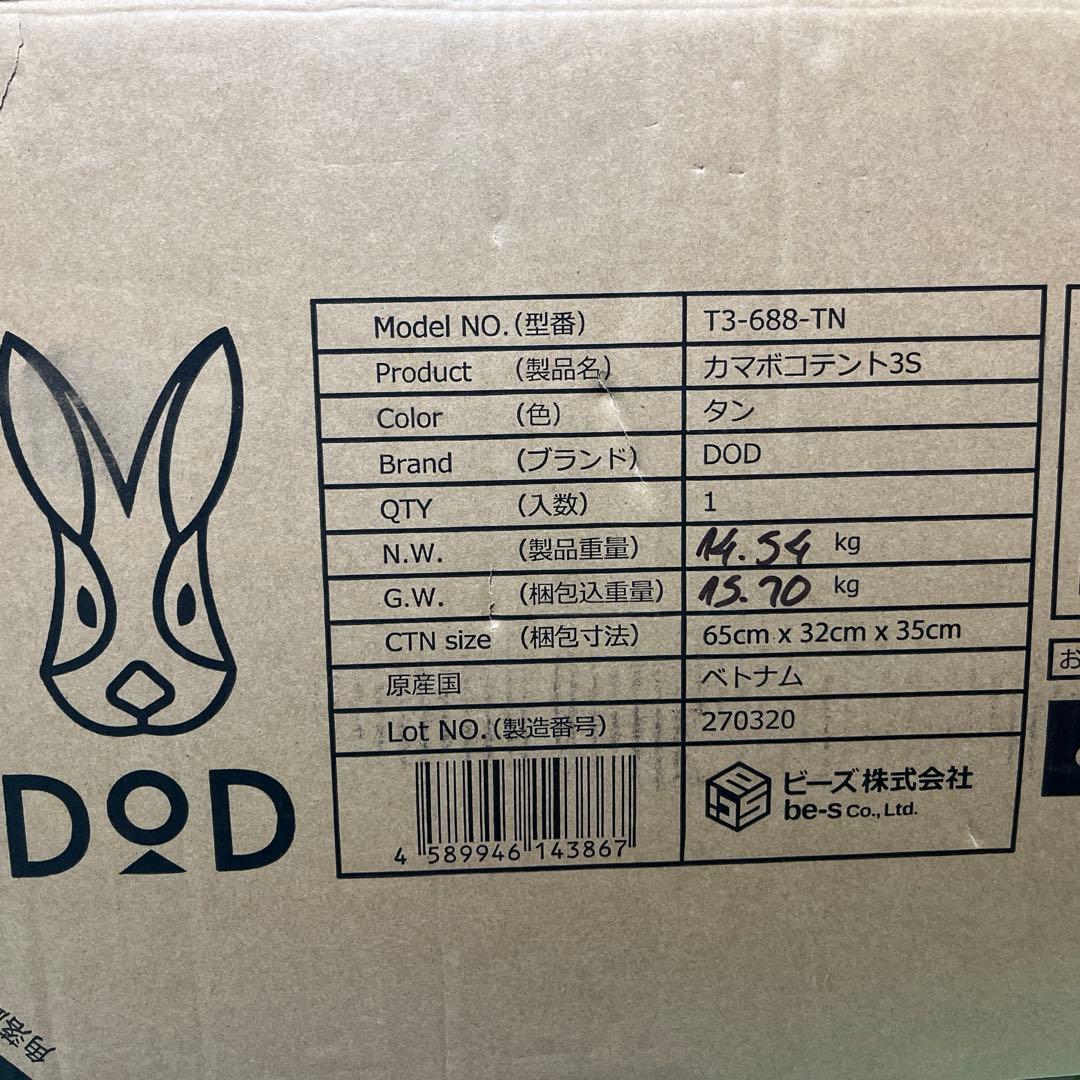 Model NO.(型番) T3-688-TN
Product (製品名) カマボコテント3S
Color (色) タン
Brand (ブランド) DOD
QTY (入数) 1
N.W. (製品重量) 14.54 kg
G.W. (梱包込重量) 15.70 kg
CTN size (梱包寸法) 65cm x 32cm x 35cm
原産国 ベトナム
Lot NO.(製造番号) 270320
4 589946 143867
ビーズ株式会社
be-s Co., Ltd.
DOD
お
角落